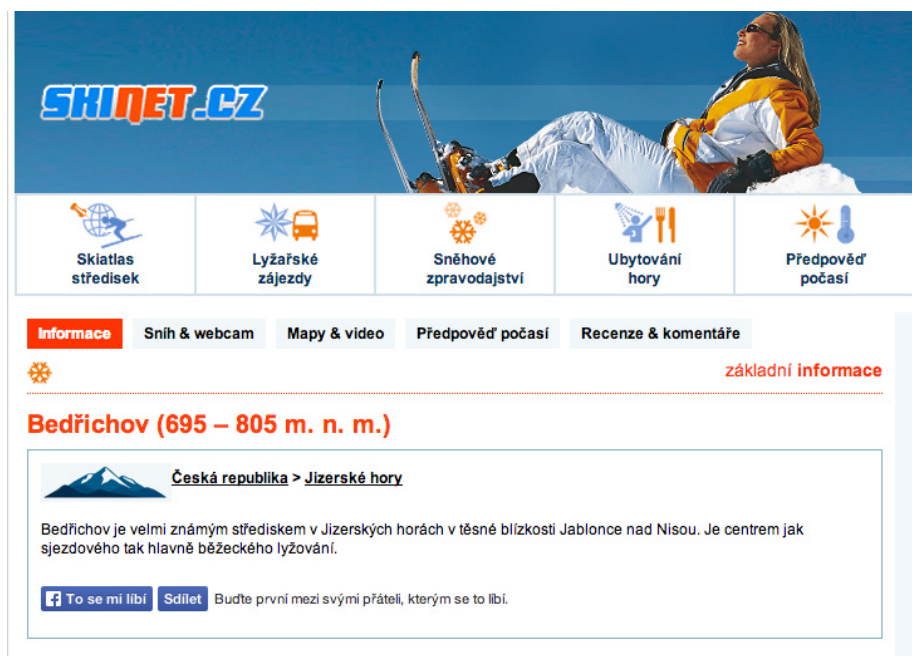 SKINET.CZ
Skiatlas
středisek
Lyžařské
zájezdy
Sněhové
zpravodajství
Ubytování
hory
Předpověď
počasí
Informace Sníh & webcam Mapy & video Předpověď počasí Recenze & komentáře
základní informace
Bedřichov (695 – 805 m. n. m.)
Česká republika > Jizerské hory
Bedřichov je velmi známým střediskem v Jizerských horách v těsné blízkosti Jablonce nad Nisou. Je centrem jak
sjezdového tak hlavně běžeckého lyžování.
To se mi líbí Sdílet Buďte první mezi svými přáteli, kterým se to líbí.